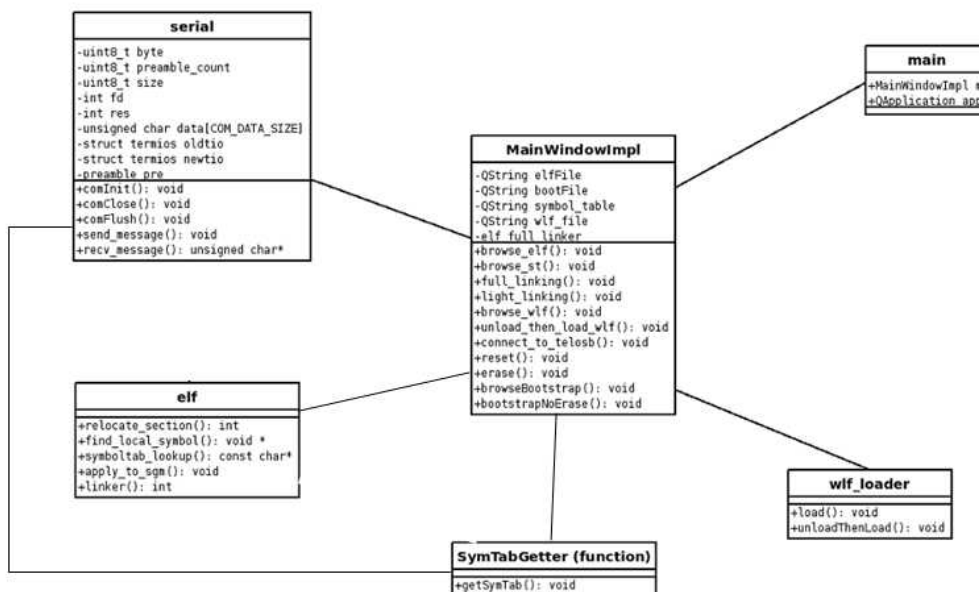 serial
-uint8_t byte
-uint8_t preamble_count
-uint8_t size
-int fd
-int res
-unsigned char data[COM_DATA_SIZE]
-struct termios oldtio
-struct termios newtio
-preamble pre
+comInit(): void
+comClose(): void
+comFlush(): void
+send_message(): void
+recv_message(): unsigned char*
main
+MainWindowImpl m
+QApplication app
MainWindowImpl
-QString elfFile
-QString bootFile
-QString symbol_table
-QString wlf_file
-elf full_linker
+browse_elf(): void
+browse_st(): void
+full_linking(): void
+light_linking(): void
+browse_wlf(): void
+unload_then_load_wlf(): void
+connect_to_telosb(): void
+reset(): void
+erase(): void
+browseBootstrap(): void
+bootstrapNoErase(): void
elf
+relocate_section(): int
+find_local_symbol(): void *
+symboltab_lookup(): const char*
+apply_to_sgm(): void
+linker(): int
wlf_loader
+load(): void
+unloadThenLoad(): void
SymTabGetter (function)
+getSymTab(): void